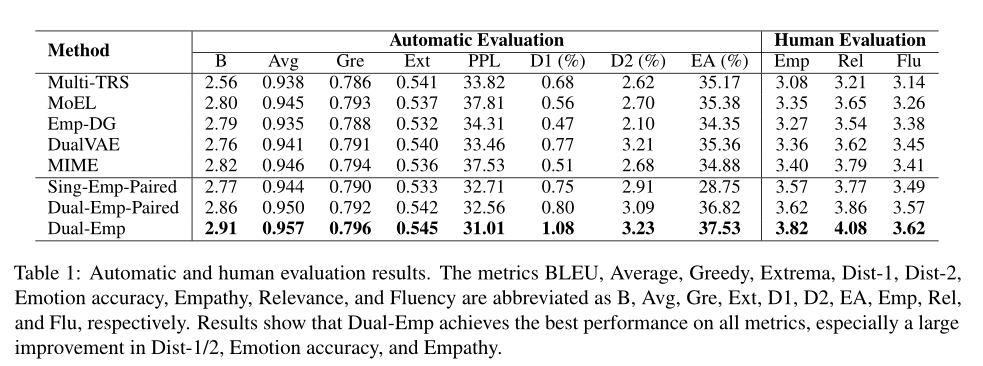 Method Automatic Evaluation Human Evaluation
B Avg Gre Ext PPL D1 (%) D2 (%) EA (%) Emp Rel Flu
Multi-TRS 2.56 0.938 0.786 0.541 33.82 0.68 2.62 35.17 3.08 3.21 3.14
MoEL 2.80 0.945 0.793 0.537 37.81 0.56 2.70 35.38 3.35 3.65 3.26
Emp-DG 2.79 0.935 0.788 0.532 34.31 0.47 2.10 34.35 3.27 3.54 3.38
DualVAE 2.76 0.941 0.791 0.540 33.46 0.77 3.21 35.36 3.36 3.62 3.45
MIME 2.82 0.946 0.794 0.536 37.53 0.51 2.68 34.88 3.40 3.79 3.41
Sing-Emp-Paired 2.77 0.944 0.790 0.533 32.71 0.75 2.91 28.75 3.57 3.77 3.49
Dual-Emp-Paired 2.86 0.950 0.792 0.542 32.56 0.80 3.09 36.82 3.62 3.86 3.57
Dual-Emp 2.91 0.957 0.796 0.545 31.01 1.08 3.23 37.53 3.82 4.08 3.62
Table 1: Automatic and human evaluation results. The metrics BLEU, Average, Greedy, Extrema, Dist-1, Dist-2,
Emotion accuracy, Empathy, Relevance, and Fluency are abbreviated as B, Avg, Gre, Ext, D1, D2, EA, Emp, Rel,
and Flu, respectively. Results show that Dual-Emp achieves the best performance on all metrics, especially a large
improvement in Dist-1/2, Emotion accuracy, and Empathy.